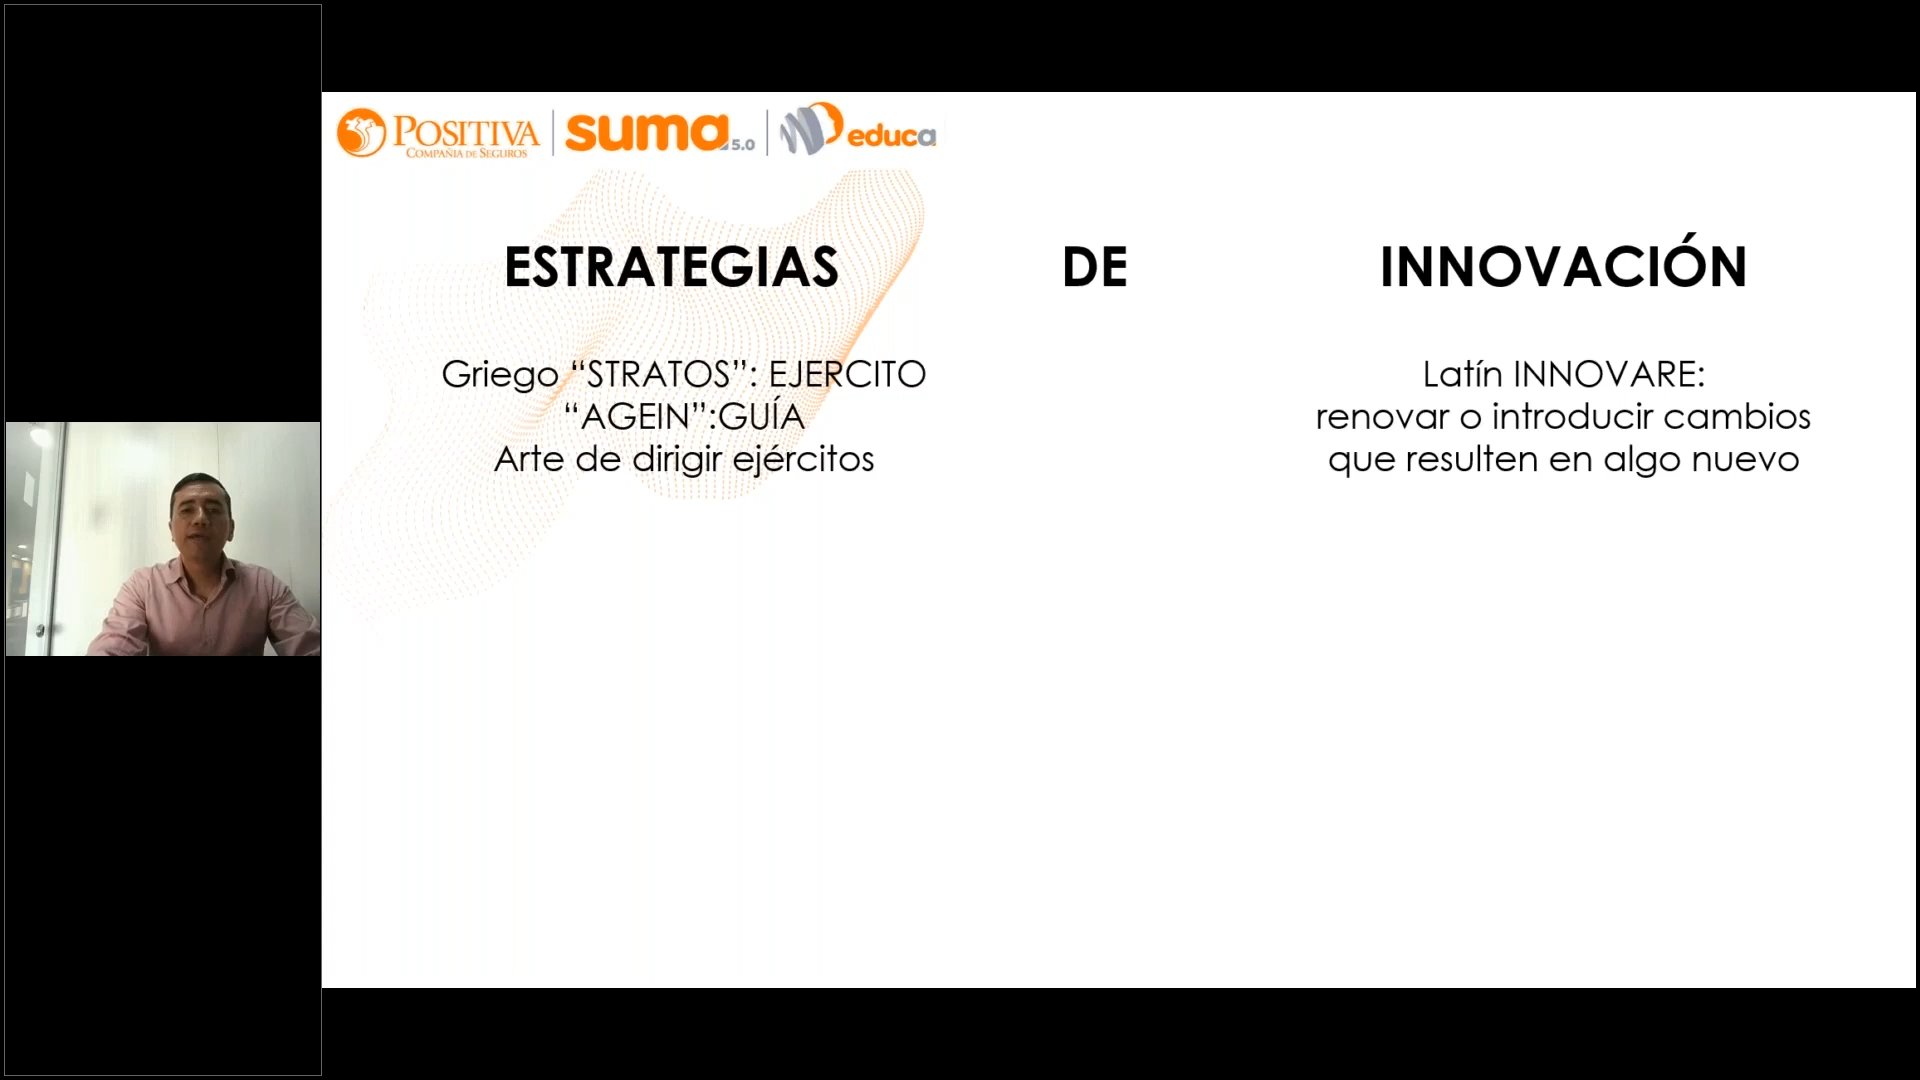 POSITIVA
COMPAÑIA DE SEGUROS
suma 5.0
educa
ESTRATEGIAS DE INNOVACIÓN
Griego “STRATOS”: EJERCITO
“AGEIN”:GUÍA
Arte de dirigir ejércitos
Latín INNOVARE:
renovar o introducir cambios
que resulten en algo nuevo